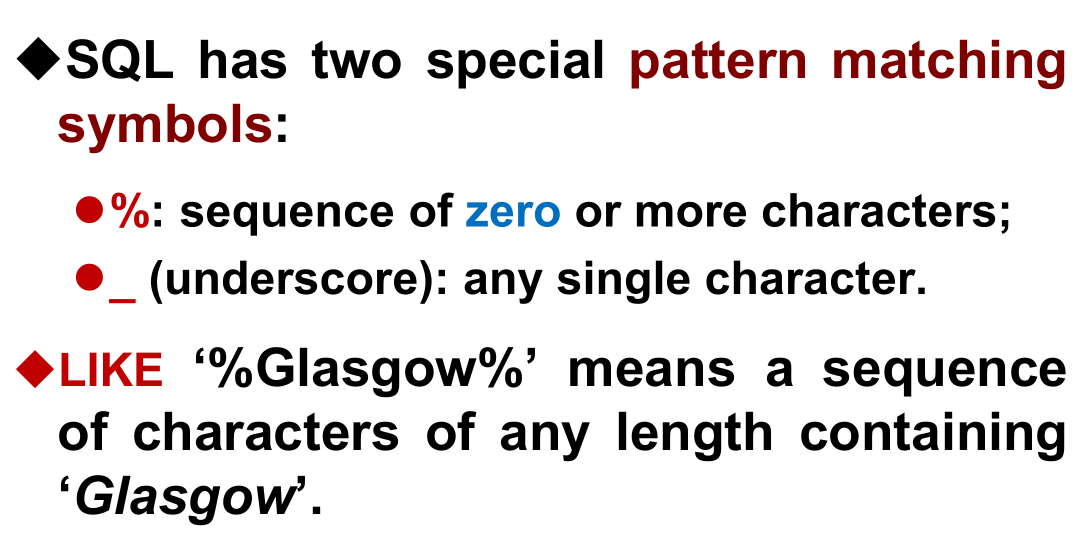 ◆SQL has two special pattern matching
symbols:
●%: sequence of zero or more characters;
●_ (underscore): any single character.
◆LIKE ‘%Glasgow%’ means a sequence
of characters of any length containing
‘Glasgow’.